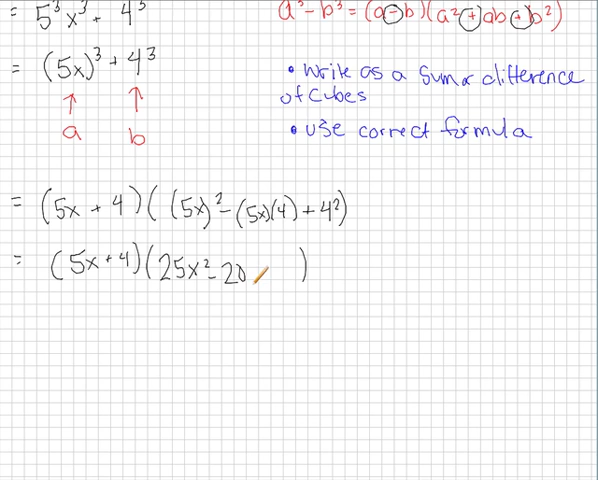 = 5³x³ + 4³
a³ - b³ = (a - b)(a² + ab + b²)
= (5x)³ + 4³
a b
• Write as a Sum or difference
of Cubes
• Use correct formula
= (5x + 4)((5x)² - (5x)(4) + 4²)
= (5x + 4)(25x² - 20 )